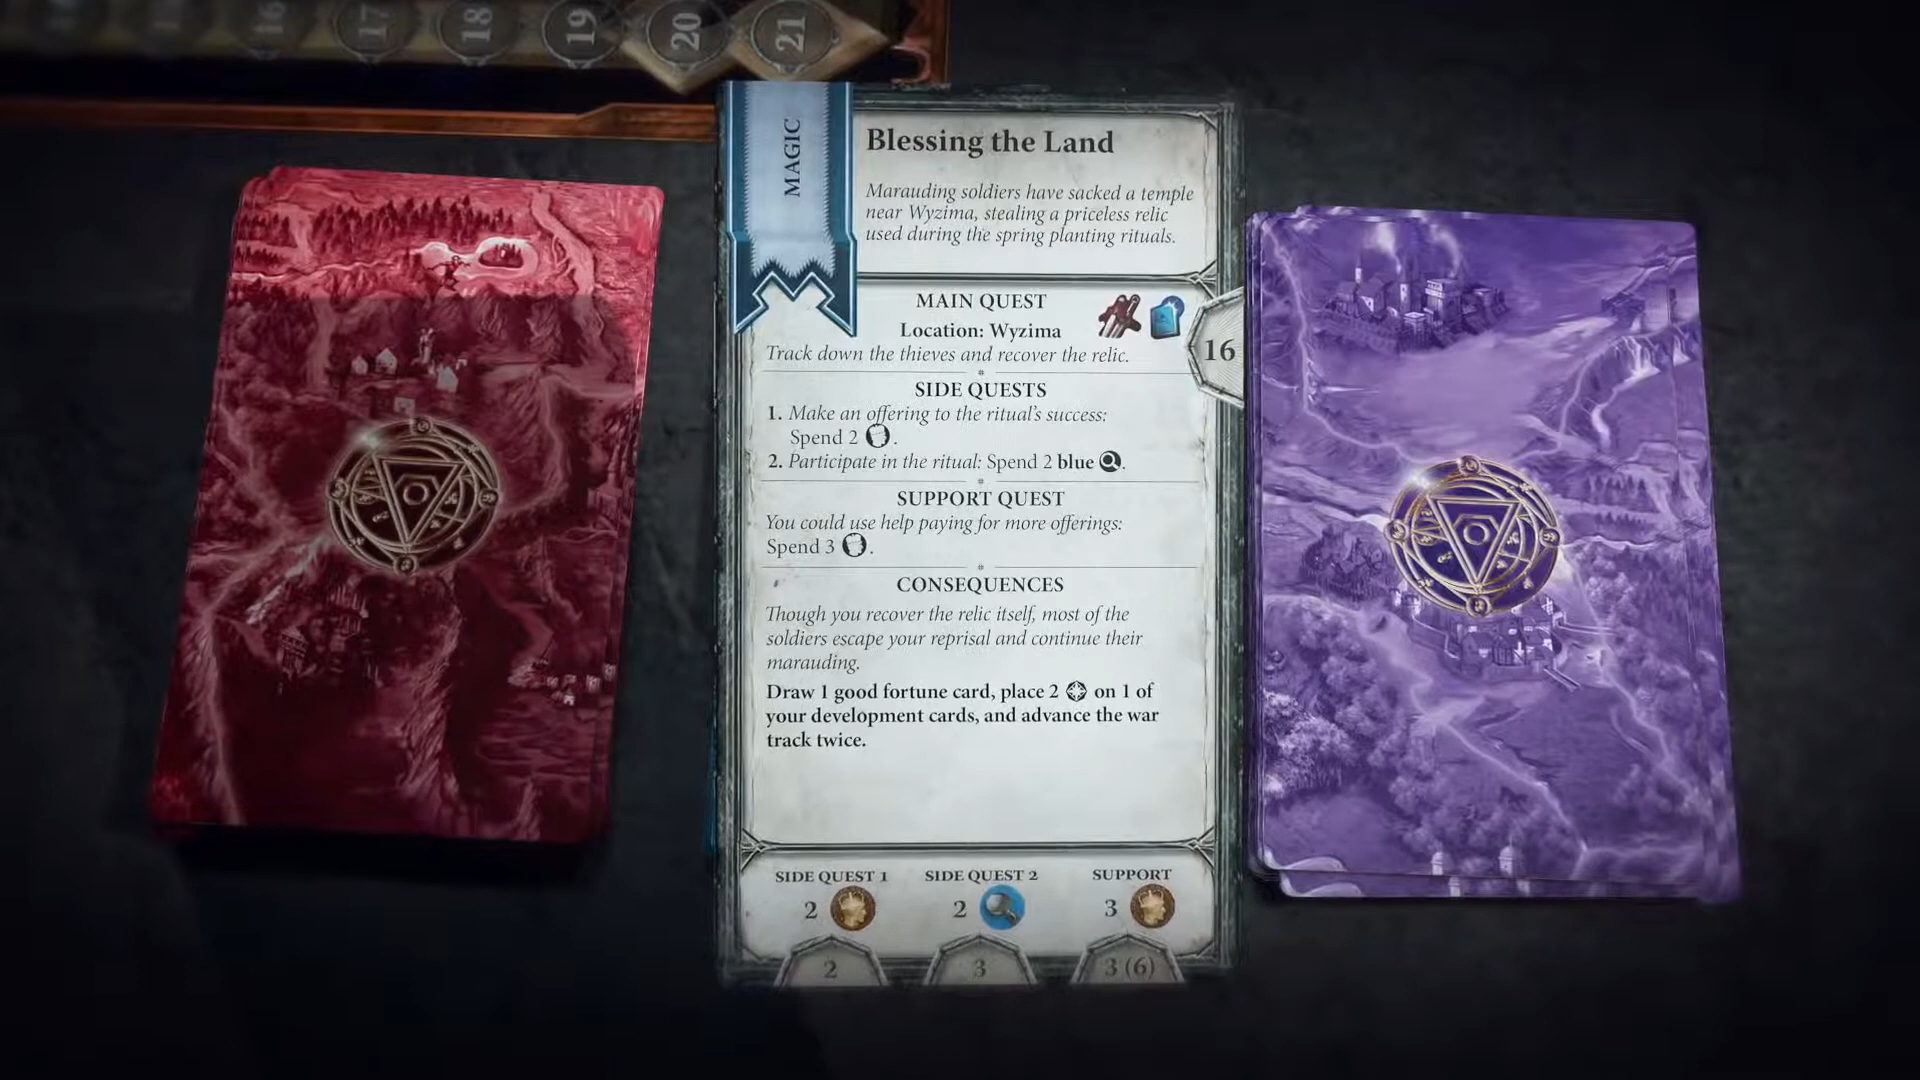 16
17
18
19
20
21
MAGIC
Blessing the Land
Marauding soldiers have sacked a temple
near Wyzima, stealing a priceless relic
used during the spring planting rituals.
MAIN QUEST
Location: Wyzima
Track down the thieves and recover the relic.
16
SIDE QUESTS
1. Make an offering to the ritual's success:
Spend 2 .
2. Participate in the ritual: Spend 2 blue .
SUPPORT QUEST
You could use help paying for more offerings:
Spend 3 .
CONSEQUENCES
Though you recover the relic itself, most of the
soldiers escape your reprisal and continue their
marauding.
Draw 1 good fortune card, place 2 on 1 of
your development cards, and advance the war
track twice.
SIDE QUEST 1 SIDE QUEST 2 SUPPORT
2 2 3
2 3 3 (6)